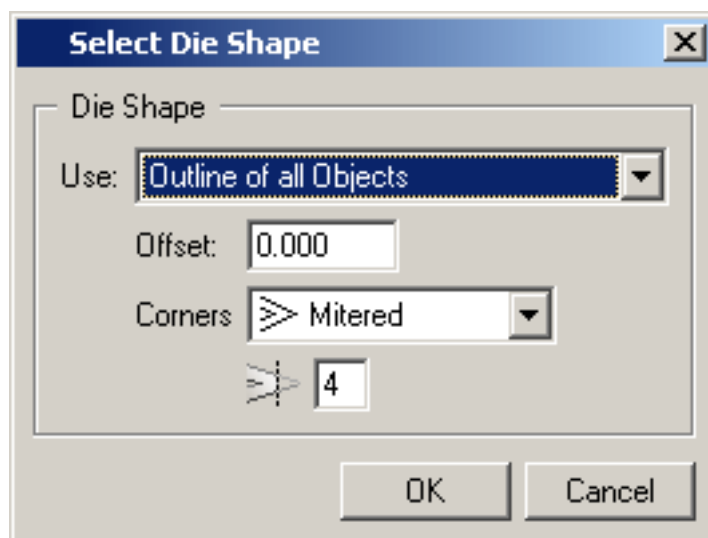 Select Die Shape
Die Shape
Use: Outline of all Objects
Offset: 0.000
Corners Mitered
4
OK Cancel